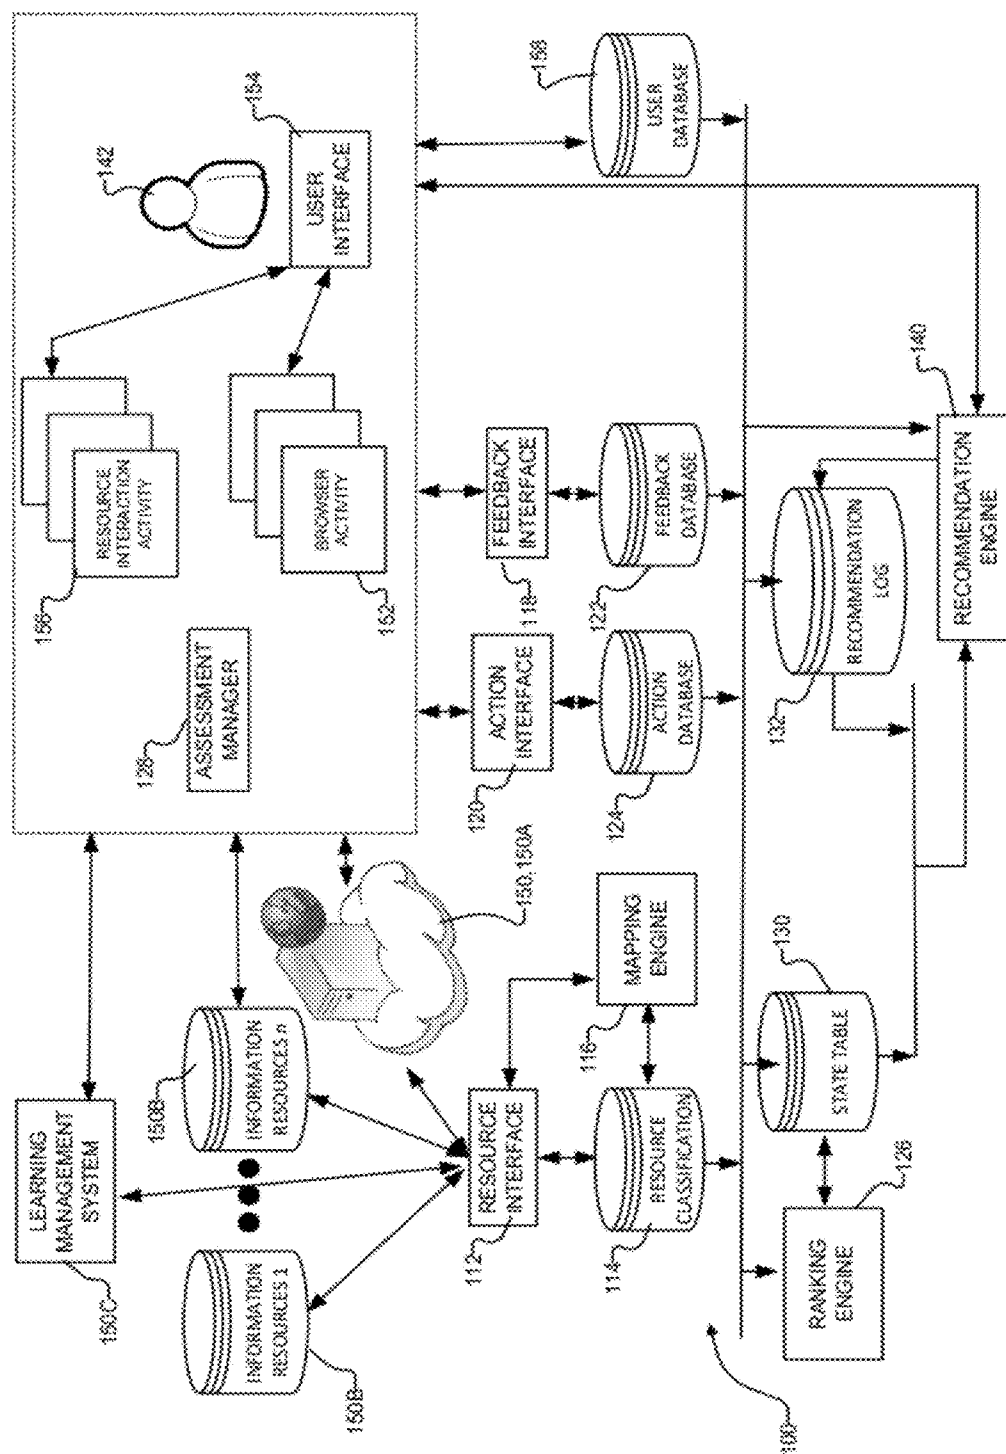 LEARNING
MANAGEMENT
SYSTEM
150C
INFORMATION
RESOURCES 1
150B
INFORMATION
RESOURCES n
150B
150,150A
ASSESSMENT
MANAGER
128
RESOURCE
INTERACTION
ACTIVITY
156
BROWSER
ACTIVITY
152
142
USER
INTERFACE
154
RESOURCE
INTERFACE
112
ACTION
INTERFACE
120
FEEDBACK
INTERFACE
118
RESOURCE
CLASSIFICATION
114
MAPPING
ENGINE
116
ACTION
DATABASE
124
FEEDBACK
DATABASE
122
USER
DATABASE
158
100
RANKING
ENGINE
126
STATE TABLE
130
RECOMMENDATION
LOG
132
RECOMMENDATION
ENGINE
140